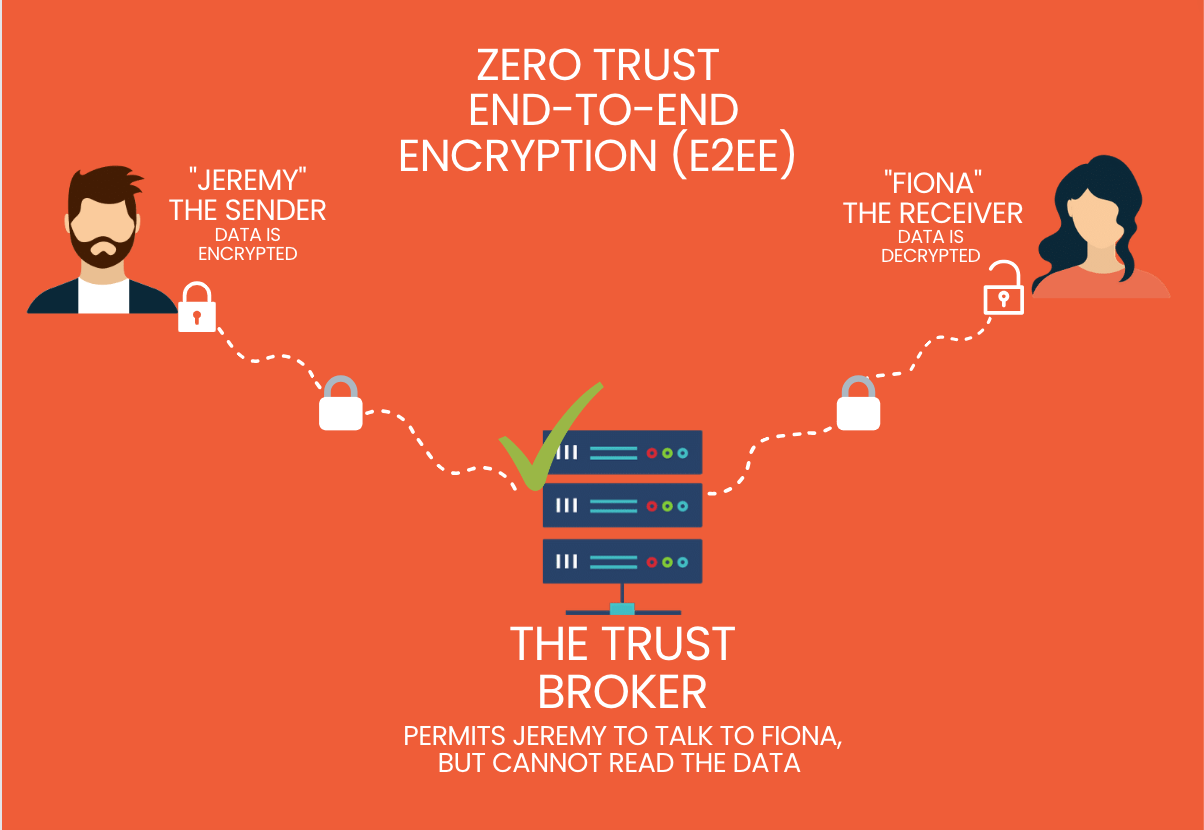 ZERO TRUST
END-TO-END
ENCRYPTION (E2EE)
"JEREMY"
THE SENDER
DATA IS
ENCRYPTED
"FIONA"
THE RECEIVER
DATA IS
DECRYPTED
THE TRUST
BROKER
PERMITS JEREMY TO TALK TO FIONA,
BUT CANNOT READ THE DATA